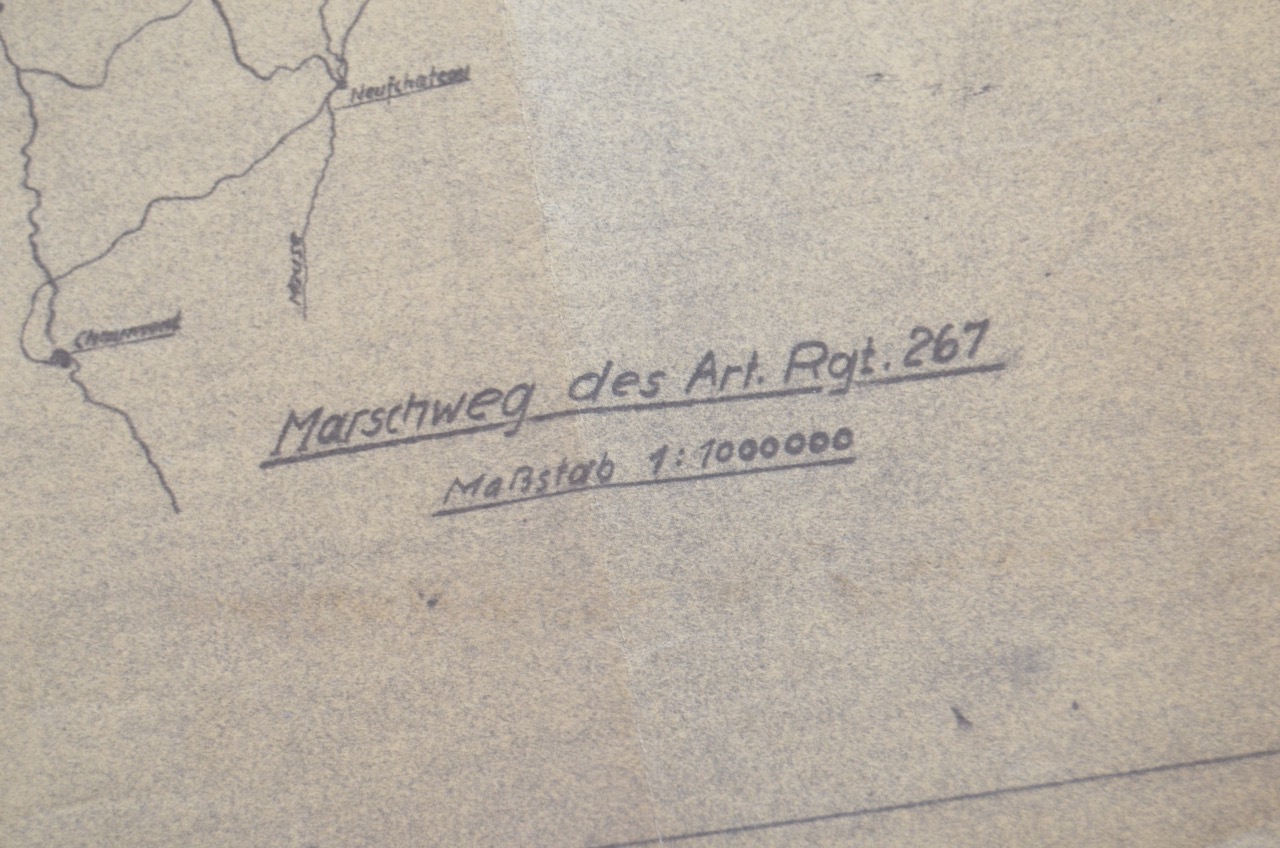 Neufchateau
Meuse
Chaumont
Marschweg des Art. Rgt. 267
Maßstab 1:1000000